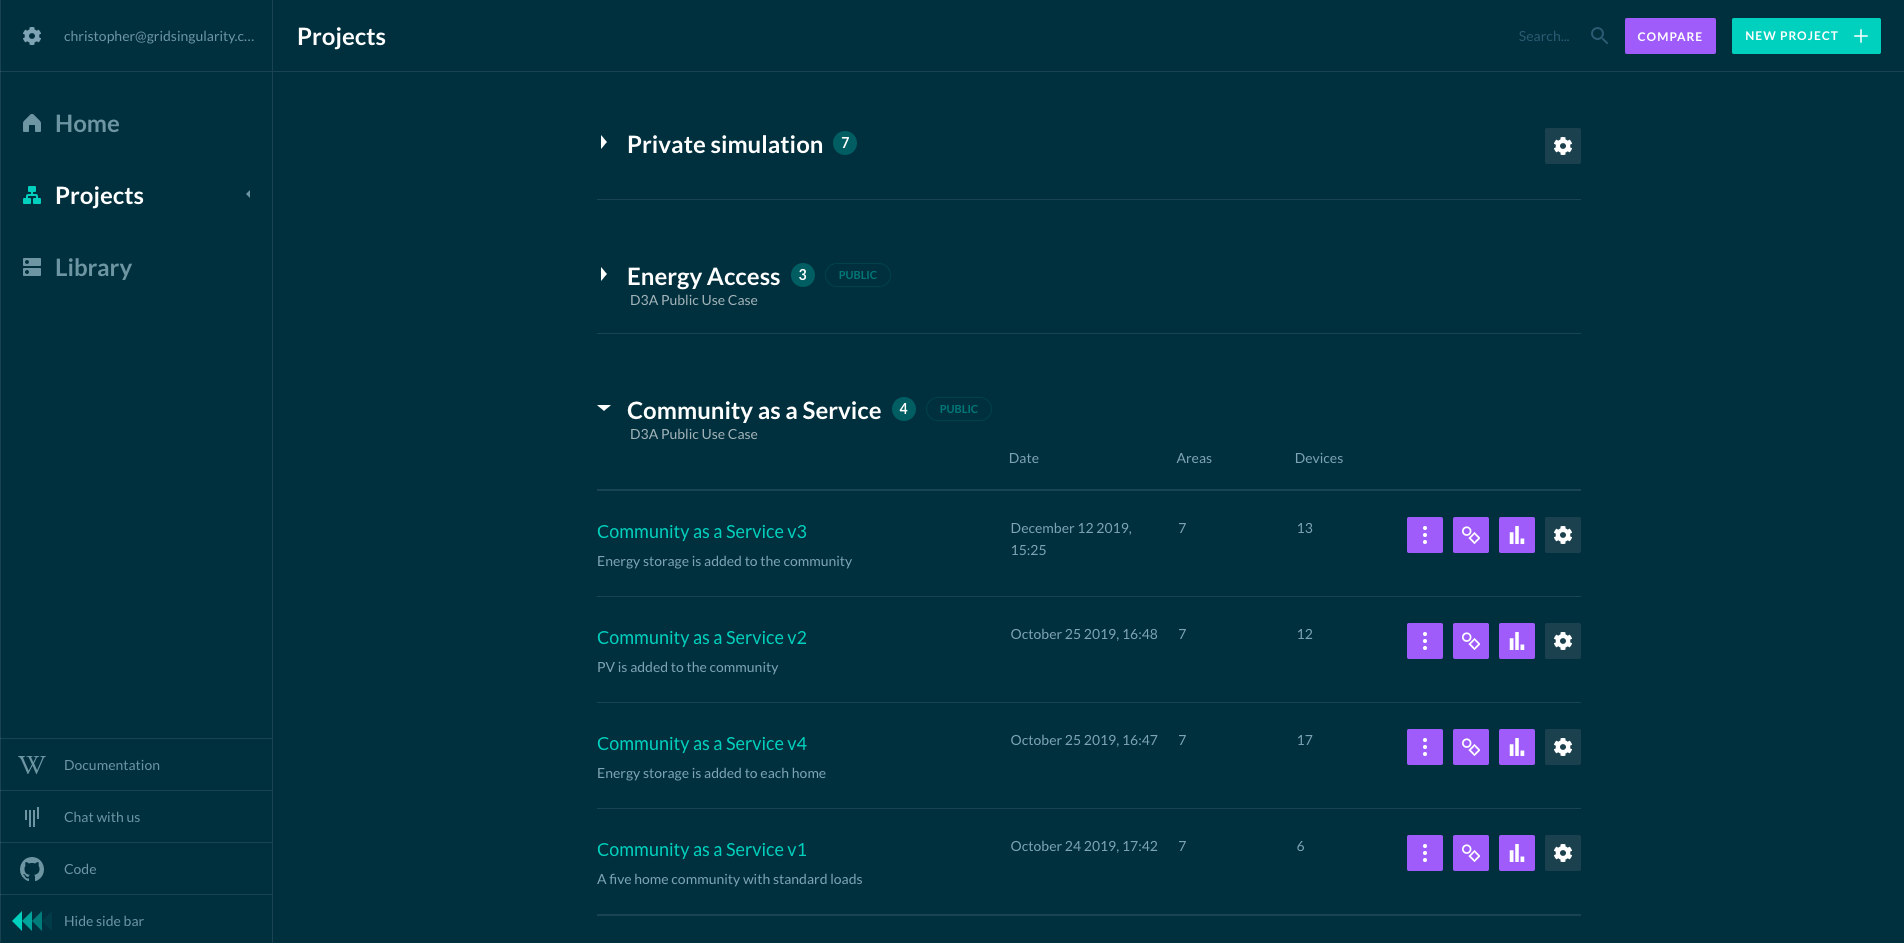 christopher@gridsingularity.c...
Projects
Search...
COMPARE
NEW PROJECT
Home
Projects
Library
Documentation
Chat with us
Code
Hide side bar
Private simulation 7
Energy Access 3 PUBLIC
D3A Public Use Case
Community as a Service 4 PUBLIC
D3A Public Use Case
Date Areas Devices
Community as a Service v3 December 12 2019, 7 13
15:25
Energy storage is added to the community
Community as a Service v2 October 25 2019, 16:48 7 12
PV is added to the community
Community as a Service v4 October 25 2019, 16:47 7 17
Energy storage is added to each home
Community as a Service v1 October 24 2019, 17:42 7 6
A five home community with standard loads